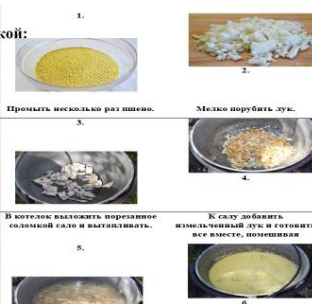 кой:
1.
2.
Промыть несколько раз пшено.
Мелко порубить лук.
3.
4.
В котелок выложить порезанное
соломкой сало и вытапливать.
К салу добавить
измельченный лук и готовить
все вместе, помешивая
5.
6.